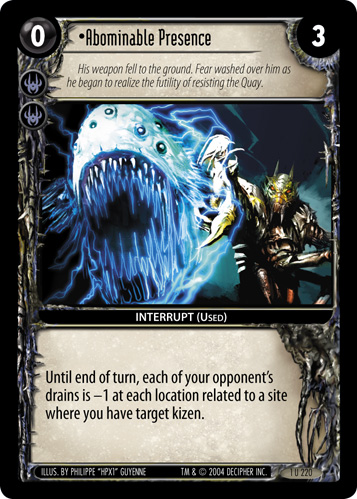 0 •Abominable Presence 3
His weapon fell to the ground. Fear washed over him as
he began to realize the futility of resisting the Quay.
INTERRUPT (USED)
Until end of turn, each of your opponent's
drains is –1 at each location related to a site
where you have target kizen.
ILLUS. BY PHILIPPE "HPX1" GUYENNE TM & © 2004 DECIPHER INC. 1 U 220